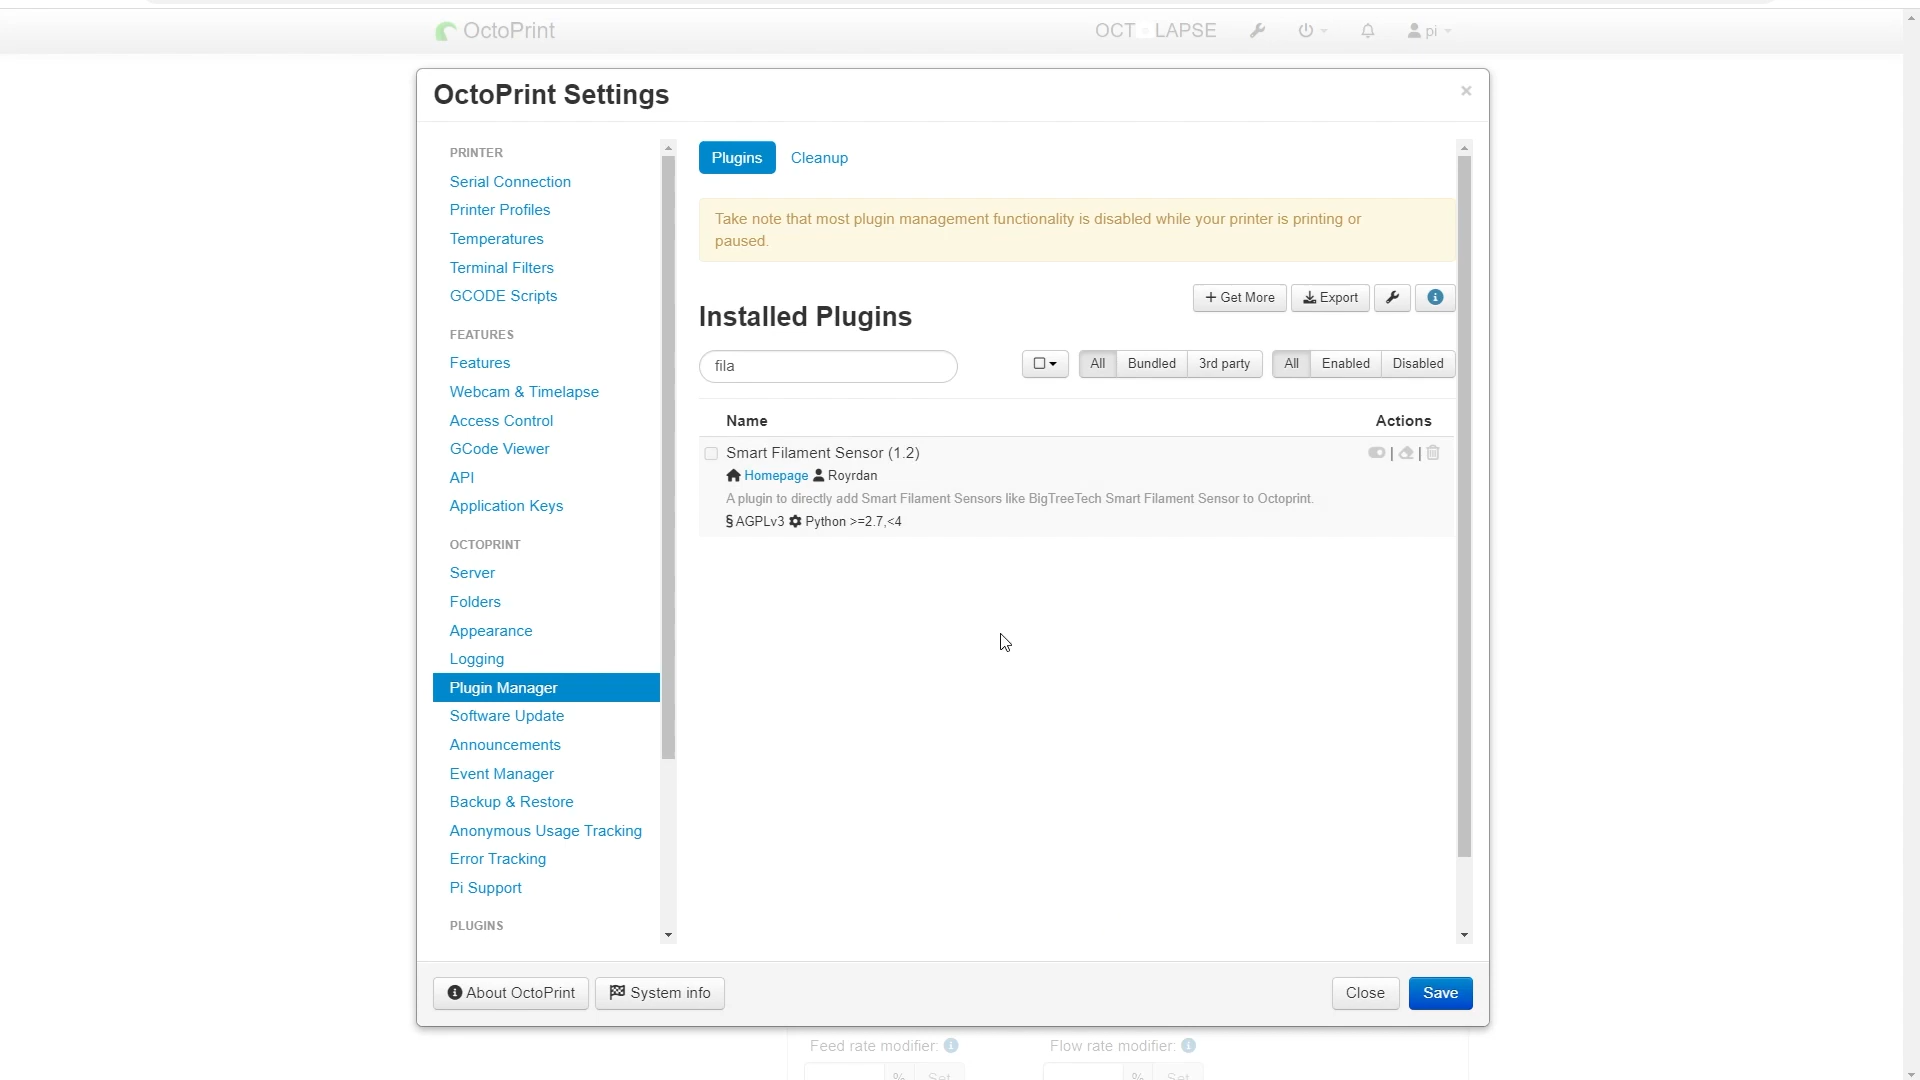 OctoPrint
OCT LAPSE
pi
OctoPrint Settings
×
PRINTER
Serial Connection
Printer Profiles
Temperatures
Terminal Filters
GCODE Scripts
FEATURES
Features
Webcam & Timelapse
Access Control
GCode Viewer
API
Application Keys
OCTOPRINT
Server
Folders
Appearance
Logging
Plugin Manager
Software Update
Announcements
Event Manager
Backup & Restore
Anonymous Usage Tracking
Error Tracking
Pi Support
PLUGINS
Plugins Cleanup
Take note that most plugin management functionality is disabled while your printer is printing or
paused.
+ Get More Export
Installed Plugins
fila
All Bundled 3rd party All Enabled Disabled
Name Actions
Smart Filament Sensor (1.2) | |
Homepage Royrdan
A plugin to directly add Smart Filament Sensors like BigTreeTech Smart Filament Sensor to Octoprint.
§ AGPLv3 Python >=2.7,<4
About OctoPrint System info Close Save
Feed rate modifier: Flow rate modifier:
% Set % Set